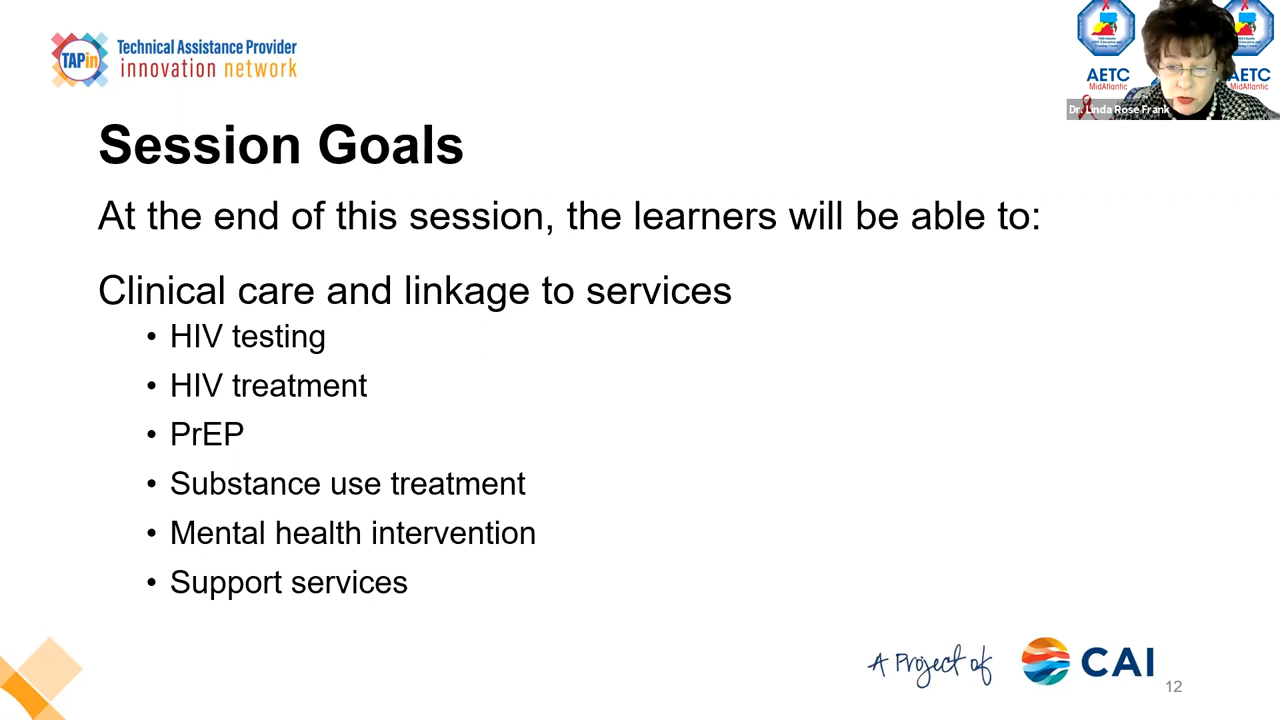 TAPin
Technical Assistance Provider
innovation network
AETC
MidAtlantic
AETC
MidAtlantic
Dr. Linda Rose Frank
Session Goals
At the end of this session, the learners will be able to:
Clinical care and linkage to services
• HIV testing
• HIV treatment
• PrEP
• Substance use treatment
• Mental health intervention
• Support services
A Project of
CAI
12